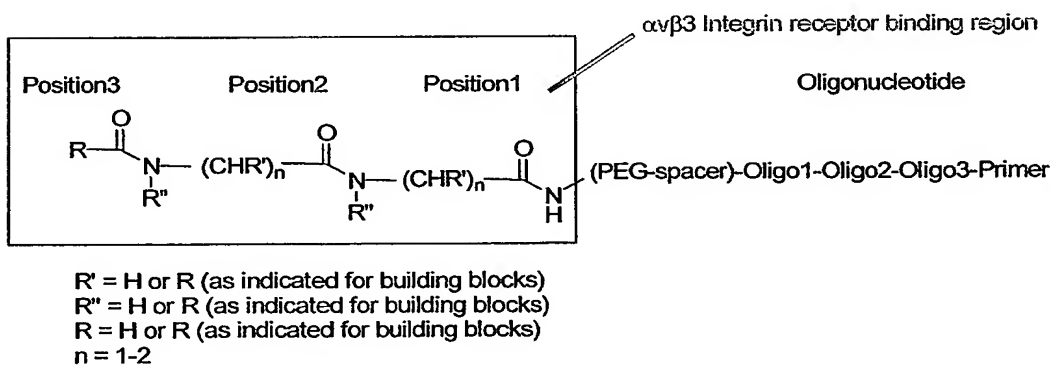 αvβ3 Integrin receptor binding region
Position3 Position2 Position1 Oligonucleotide
O O O
R N (CHR')n N (CHR')n N (PEG-spacer)-Oligo1-Oligo2-Oligo3-Primer
R" R" H
R' = H or R (as indicated for building blocks)
R" = H or R (as indicated for building blocks)
R = H or R (as indicated for building blocks)
n = 1-2